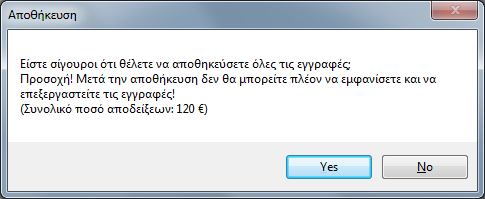 Αποθήκευση
Είστε σίγουροι ότι θέλετε να αποθηκεύσετε όλες τις εγγραφές;
Προσοχή! Μετά την αποθήκευση δεν θα μπορείτε πλέον να εμφανίσετε και να
επεξεργαστείτε τις εγγραφές!
(Συνολικό ποσό αποδείξεων: 120 €)
Yes
No